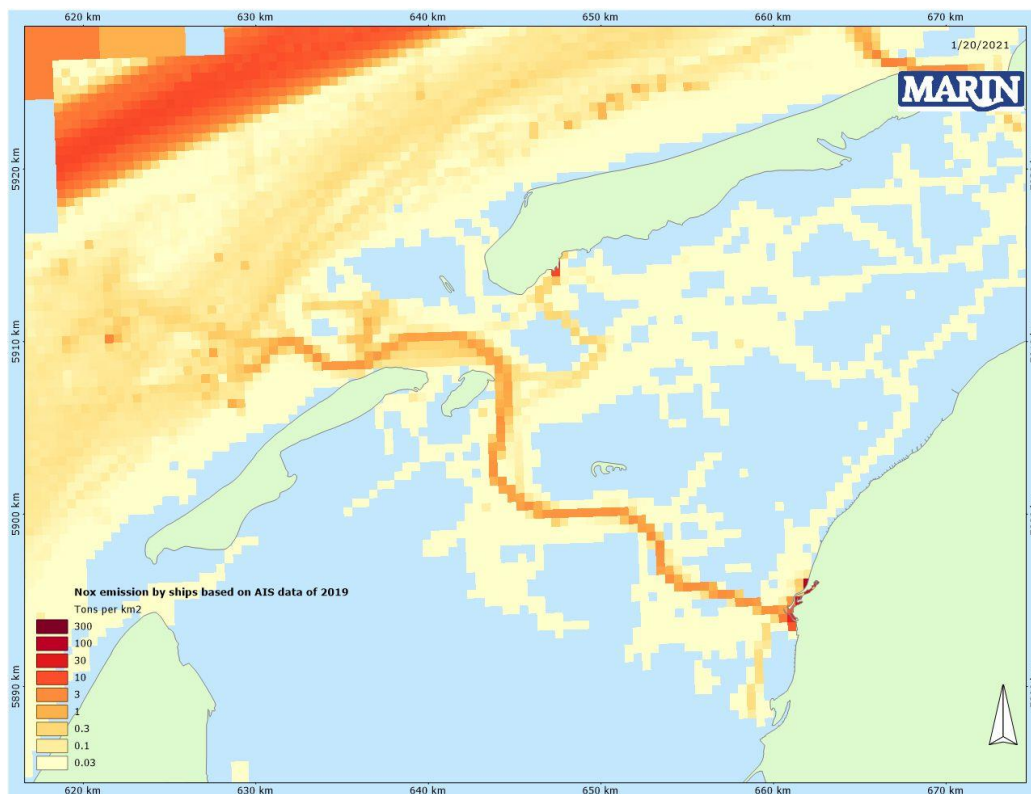 620 km 630 km 640 km 650 km 660 km 670 km
1/20/2021
MARIN
5920 km
5910 km
5900 km
5890 km
Nox emission by ships based on AIS data of 2019
Tons per km2
300
100
30
10
3
1
0.3
0.1
0.03
620 km 630 km 640 km 650 km 660 km 670 km